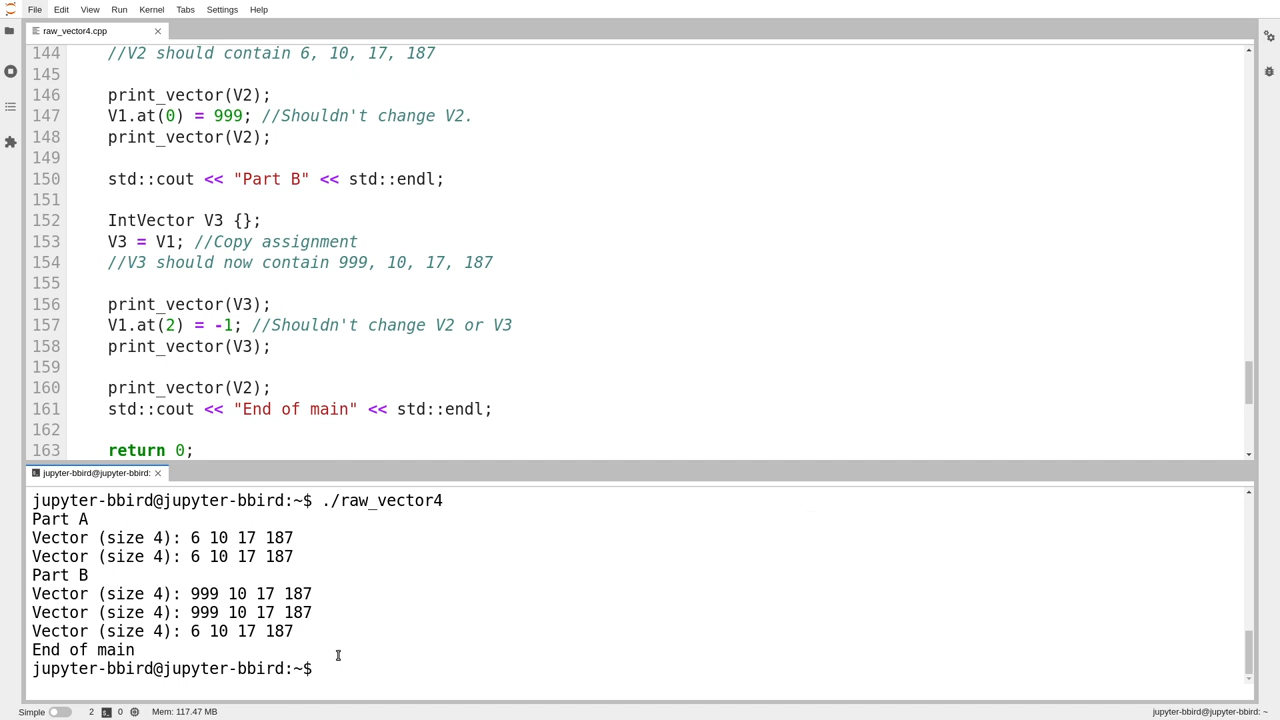 File Edit View Run Kernel Tabs Settings Help
raw_vector4.cpp
144 //V2 should contain 6, 10, 17, 187
145
146 print_vector(V2);
147 V1.at(0) = 999; //Shouldn't change V2.
148 print_vector(V2);
149
150 std::cout << "Part B" << std::endl;
151
152 IntVector V3 {};
153 V3 = V1; //Copy assignment
154 //V3 should now contain 999, 10, 17, 187
155
156 print_vector(V3);
157 V1.at(2) = -1; //Shouldn't change V2 or V3
158 print_vector(V3);
159
160 print_vector(V2);
161 std::cout << "End of main" << std::endl;
162
163 return 0;
jupyter-bbird@jupyter-bbird:
jupyter-bbird@jupyter-bbird:~$ ./raw_vector4
Part A
Vector (size 4): 6 10 17 187
Vector (size 4): 6 10 17 187
Part B
Vector (size 4): 999 10 17 187
Vector (size 4): 999 10 17 187
Vector (size 4): 6 10 17 187
End of main
jupyter-bbird@jupyter-bbird:~$
Simple 2 0 Mem: 117.47 MB jupyter-bbird@jupyter-bbird: ~